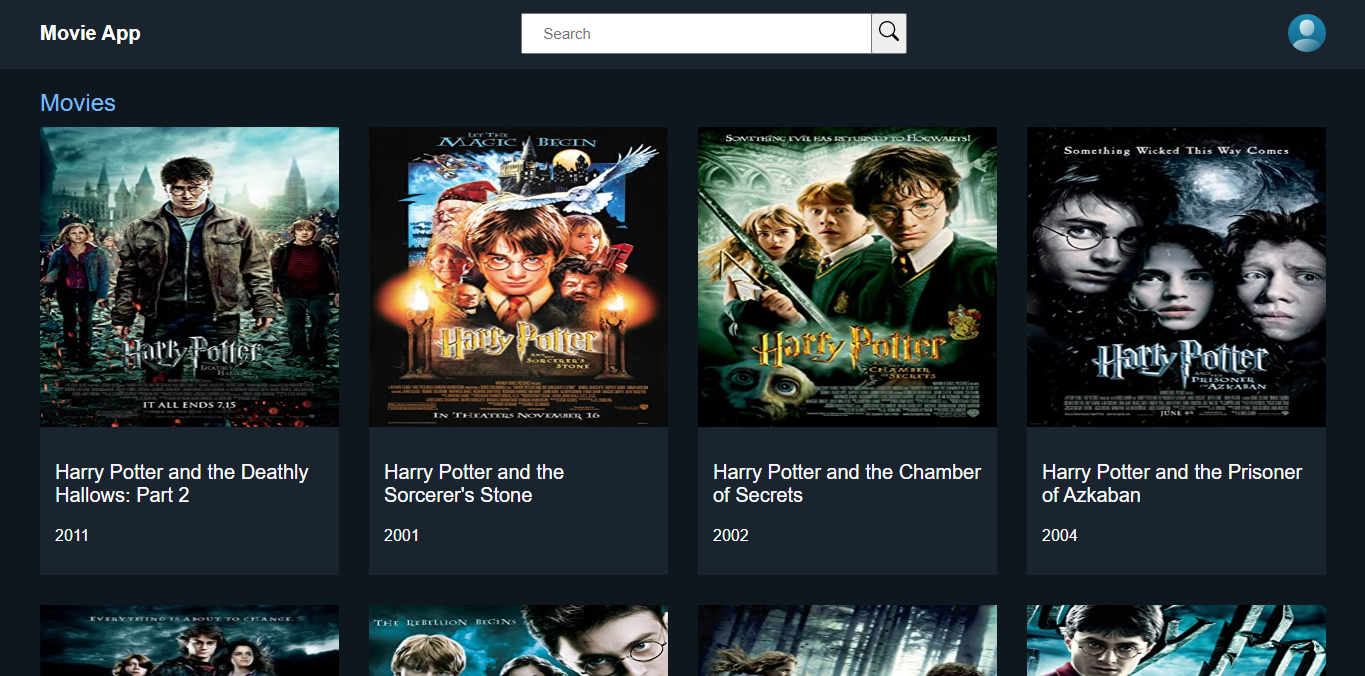 Movie App
Search
Movies
Harry Potter
DEATHLY
HALLOWS
IT ALL ENDS 7.15
LET THE
MAGIC BEGIN
Harry Potter
AND THE
SORCERER'S
STONE
IN THEATERS NOVEMBER 16
SOMETHING EVIL HAS RETURNED TO HOGWARTS!
Harry Potter
AND THE
CHAMBER
OF SECRETS
Something Wicked This Way Comes
Harry Potter
AND THE
PRISONER
OF AZKABAN
JUNE 4th
Harry Potter and the Deathly
Hallows: Part 2
2011
Harry Potter and the
Sorcerer's Stone
2001
Harry Potter and the Chamber
of Secrets
2002
Harry Potter and the Prisoner
of Azkaban
2004
EVERYTHING IS ABOUT TO CHANGE.
THE REBELLION BEGINS